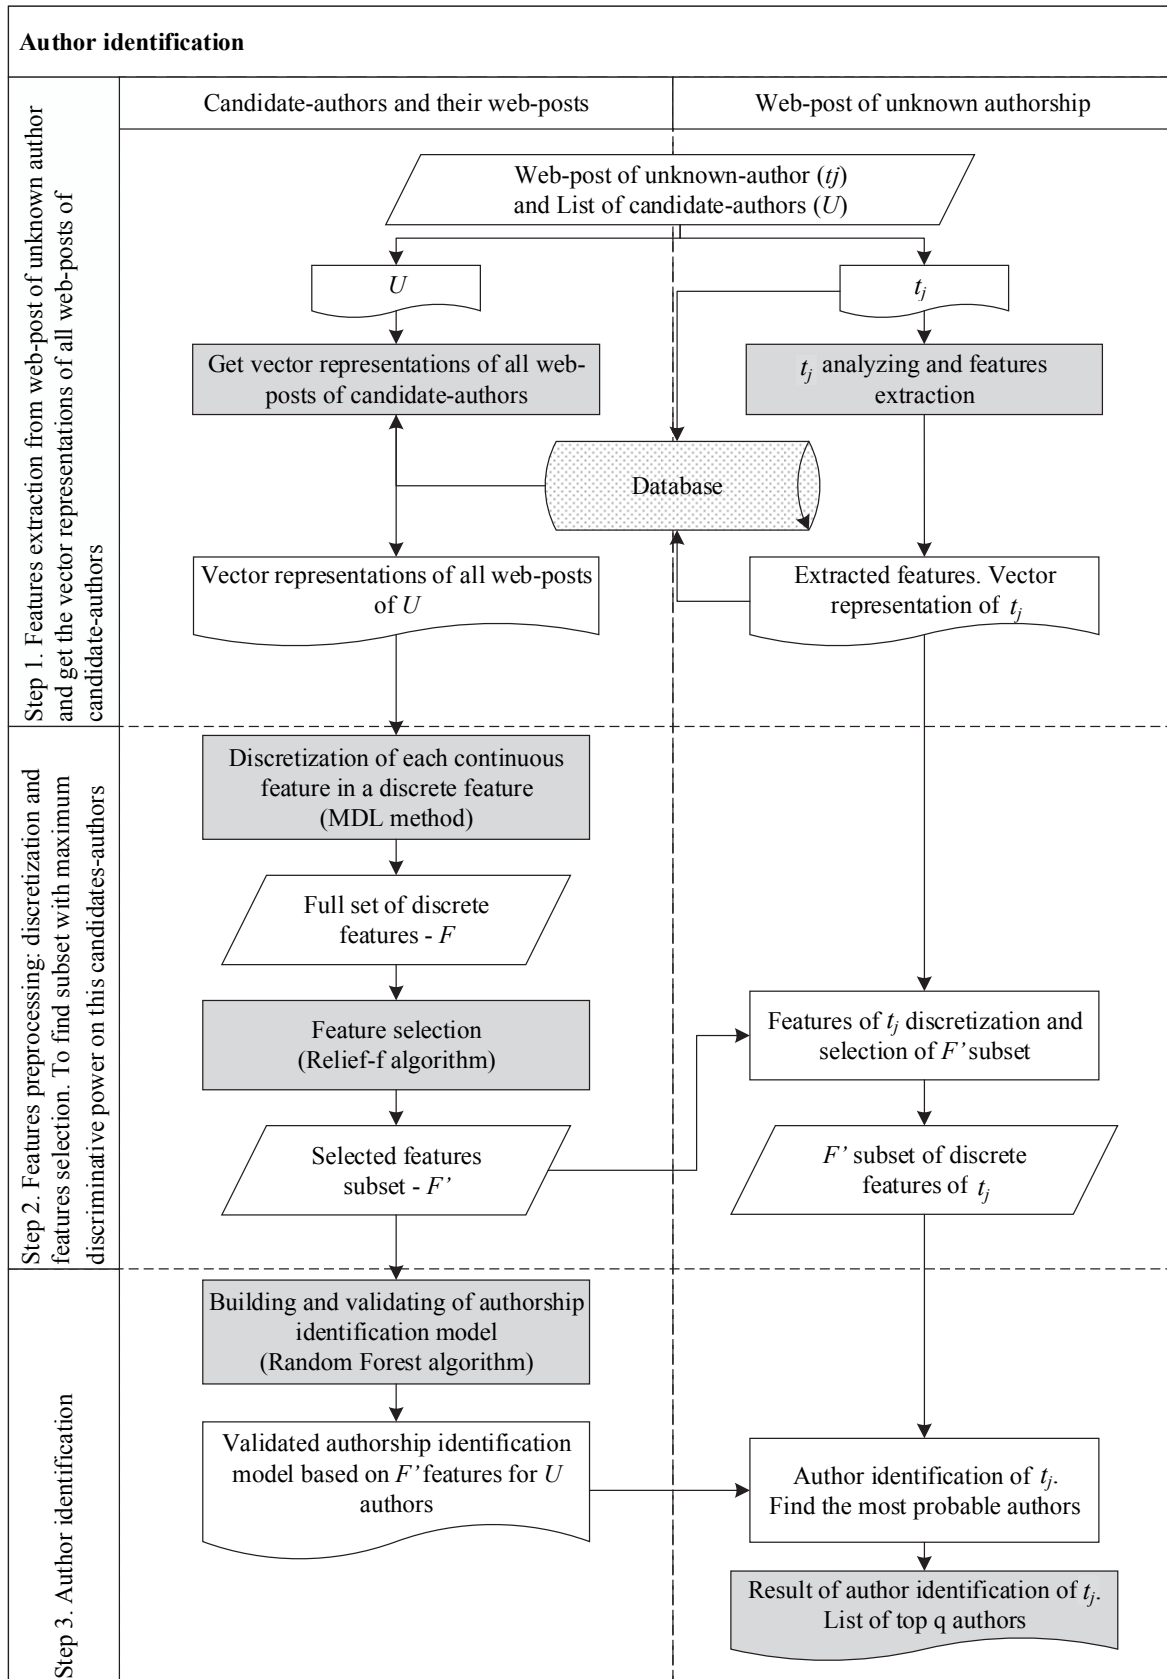 Author identification
Candidate-authors and their web-posts
Web-post of unknown authorship
Step 1. Features extraction from web-post of unknown author
and get the vector representations of all web-posts of
candidate-authors
Web-post of unknown-author (tj)
and List of candidate-authors (U)
U
tj
Get vector representations of all web-
posts of candidate-authors
tj analyzing and features
extraction
Database
Vector representations of all web-posts
of U
Extracted features. Vector
representation of tj
Step 2. Features preprocessing: discretization and
features selection. To find subset with maximum
discriminative power on this candidates-authors
Discretization of each continuous
feature in a discrete feature
(MDL method)
Full set of discrete
features - F
Feature selection
(Relief-f algorithm)
Features of tj discretization and
selection of F’ subset
Selected features
subset - F’
F’ subset of discrete
features of tj
Step 3. Author identification
Building and validating of authorship
identification model
(Random Forest algorithm)
Validated authorship identification
model based on F’ features for U
authors
Author identification of tj.
Find the most probable authors
Result of author identification of tj.
List of top q authors